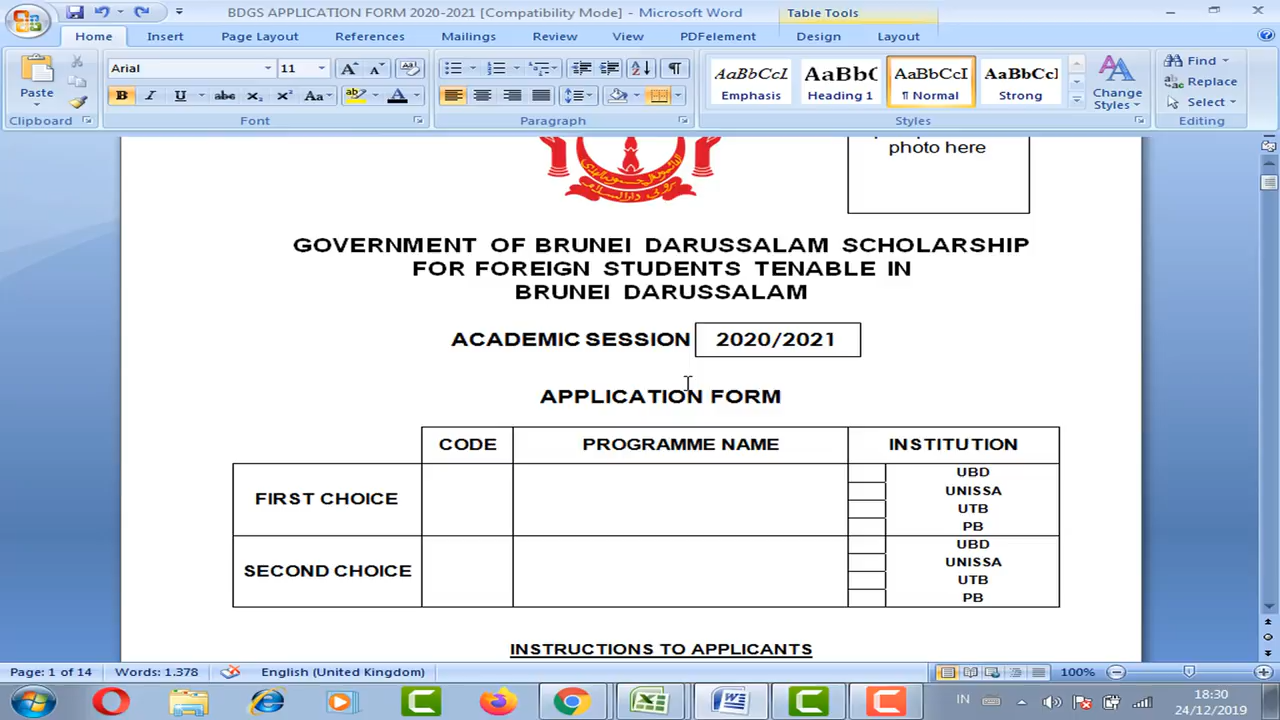 BDGS APPLICATION FORM 2020-2021 [Compatibility Mode] - Microsoft Word
Table Tools
Home Insert Page Layout References Mailings Review View PDFelement Design Layout
Paste
Arial 11
B I U abc X₂ X² Aa A
AaBbCcI AaBbC AaBbCcI AaBbCcl
Emphasis Heading 1 ¶ Normal Strong
Change Styles
Find
Replace
Select
Clipboard Font Paragraph Styles Editing
photo here
GOVERNMENT OF BRUNEI DARUSSALAM SCHOLARSHIP
FOR FOREIGN STUDENTS TENABLE IN
BRUNEI DARUSSALAM
ACADEMIC SESSION 2020/2021
APPLICATION FORM
CODE PROGRAMME NAME INSTITUTION
FIRST CHOICE
UBD
UNISSA
UTB
PB
SECOND CHOICE
UBD
UNISSA
UTB
PB
INSTRUCTIONS TO APPLICANTS
Page: 1 of 14 Words: 1.378 English (United Kingdom) 100%
IN 18:30
24/12/2019